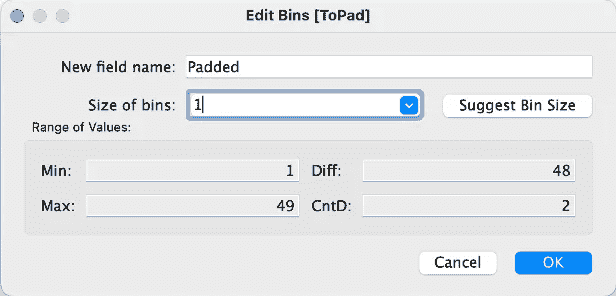 Edit Bins [ToPad]
New field name: Padded
Size of bins: 1 Suggest Bin Size
Range of Values:
Min: 1 Diff: 48
Max: 49 CntD: 2
Cancel OK